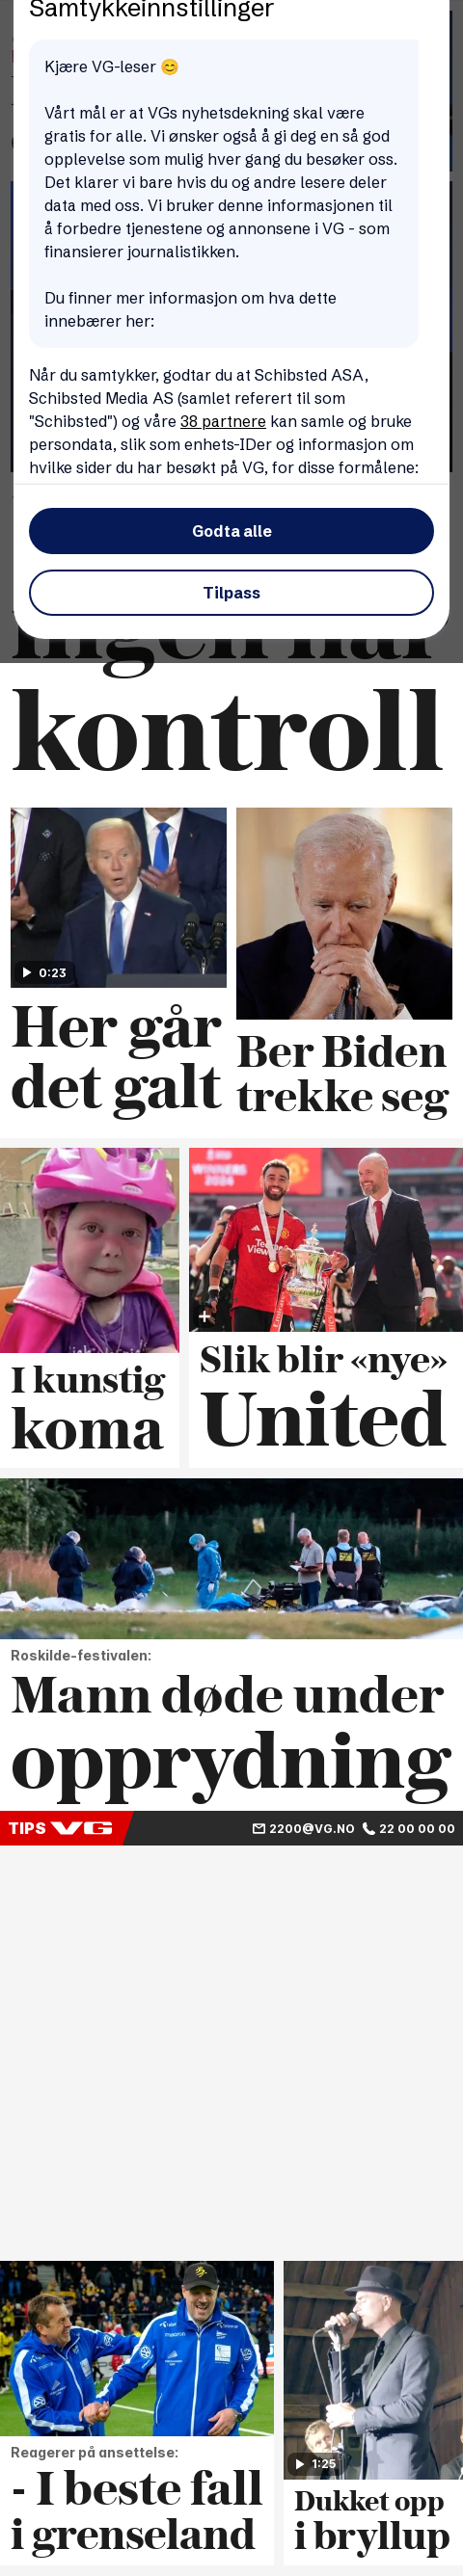 Samtykkeinnstillinger
Kjære VG-leser 😊
Vårt mål er at VGs nyhetsdekning skal være
gratis for alle. Vi ønsker også å gi deg en så god
opplevelse som mulig hver gang du besøker oss.
Det klarer vi bare hvis du og andre lesere deler
data med oss. Vi bruker denne informasjonen til
å forbedre tjenestene og annonsene i VG - som
finansierer journalistikken.
Du finner mer informasjon om hva dette
innebærer her:
Når du samtykker, godtar du at Schibsted ASA,
Schibsted Media AS (samlet referert til som
"Schibsted") og våre 38 partnere kan samle og bruke
persondata, slik som enhets-IDer og informasjon om
hvilke sider du har besøkt på VG, for disse formålene:
Godta alle
Tilpass
Ingen har
kontroll
0:23
Her går
det galt
Ber Biden
trekke seg
WINNERS
2024
I kunstig
koma
Slik blir «nye»
United
Roskilde-festivalen:
Mann døde under
opprydning
TIPS VG 2200@VG.NO 22 00 00 00
Reagerer på ansettelse:
- I beste fall
i grenseland
1:25
Dukket opp
i bryllup